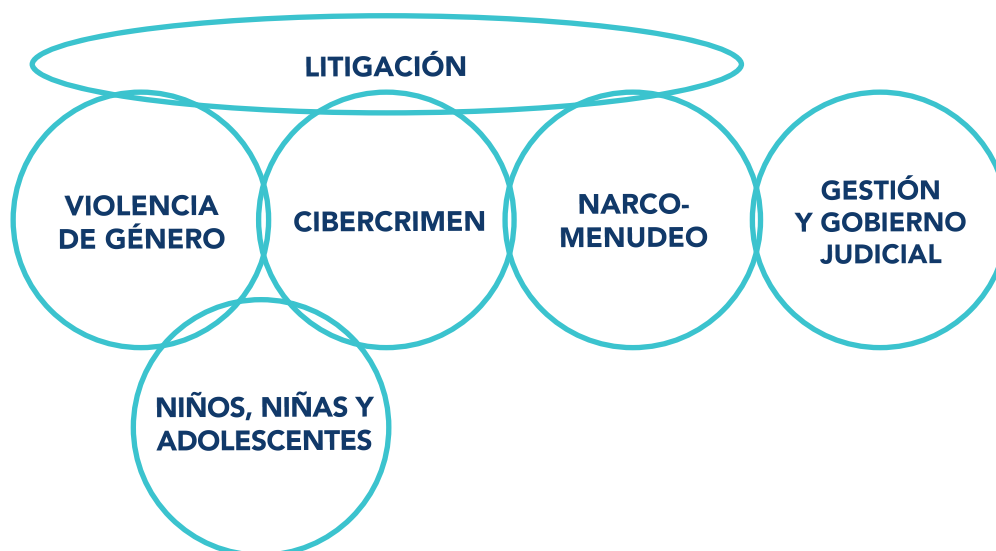 LITIGACIÓN
VIOLENCIA
DE GÉNERO
CIBERCRIMEN
NARCO-
MENUDEO
GESTIÓN
Y GOBIERNO
JUDICIAL
NIÑOS, NIÑAS Y
ADOLESCENTES